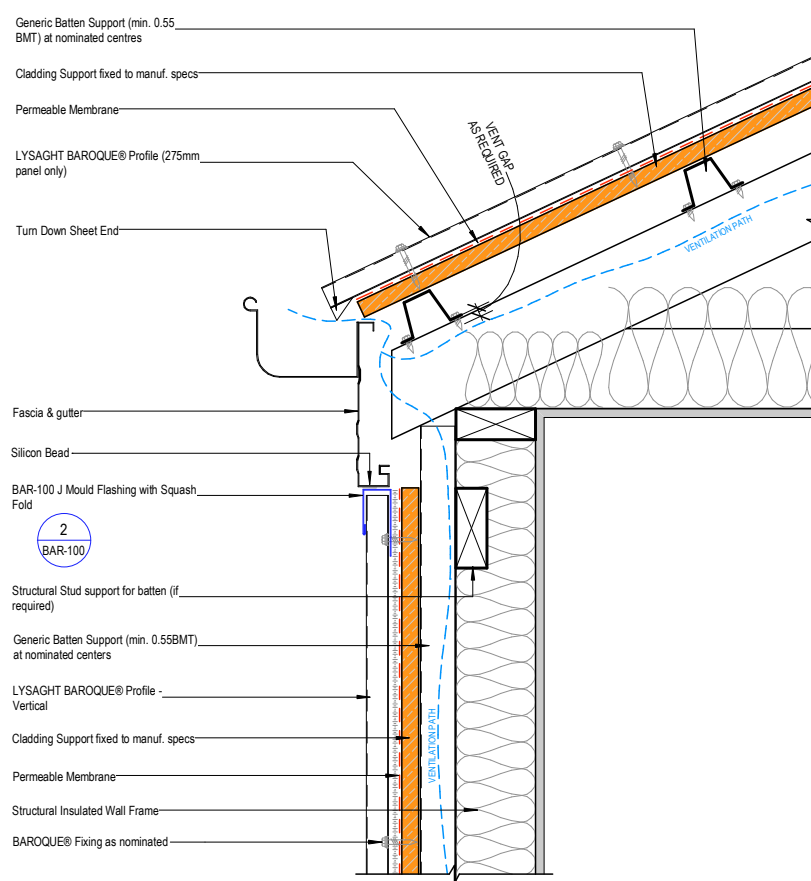 Generic Batten Support (min. 0.55
BMT) at nominated centres
Cladding Support fixed to manuf. specs
Permeable Membrane
LYSAGHT BAROQUE® Profile (275mm
panel only)
Turn Down Sheet End
VENT GAP
AS REQUIRED
VENTILATION PATH
Fascia & gutter
Silicon Bead
BAR-100 J Mould Flashing with Squash
Fold
2
BAR-100
Structural Stud support for batten (if
required)
Generic Batten Support (min. 0.55BMT)
at nominated centers
LYSAGHT BAROQUE® Profile -
Vertical
Cladding Support fixed to manuf. specs
VENTILATION PATH
Permeable Membrane
Structural Insulated Wall Frame
BAROQUE® Fixing as nominated